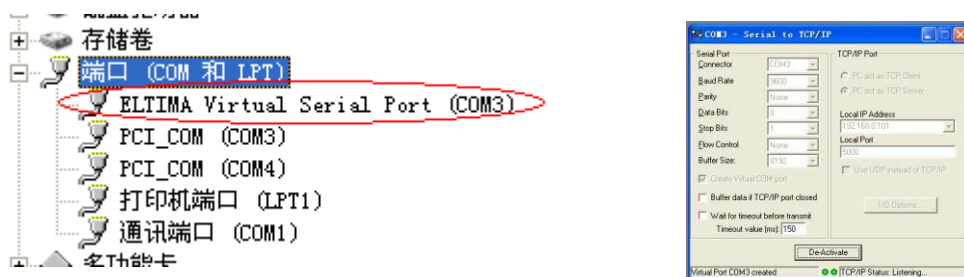 存储卷
端口 (COM 和 LPT)
ELTIMA Virtual Serial Port (COM3)
PCI_COM (COM3)
PCI_COM (COM4)
打印机端口 (LPT1)
通讯端口 (COM1)
多功能卡
COM3 - Serial to TCP/IP
Serial Port
Connector COM3
Baud Rate 9600
Parity None
Data Bits 8
Stop Bits 1
Flow Control None
Buffer Size: 8192
Create Virtual COM port
Buffer data if TCP/IP port closed
Wait for timeout before transmit
Timeout value (ms): 150
TCP/IP Port
PC act as TCP Client
PC act as TCP Server
Local IP Address
192.168.0.101
Local Port
5000
Use UDP instead of TCP/IP
I/O Options...
De-Activate
Virtual Port COM3 created
TCP/IP Status: Listening...